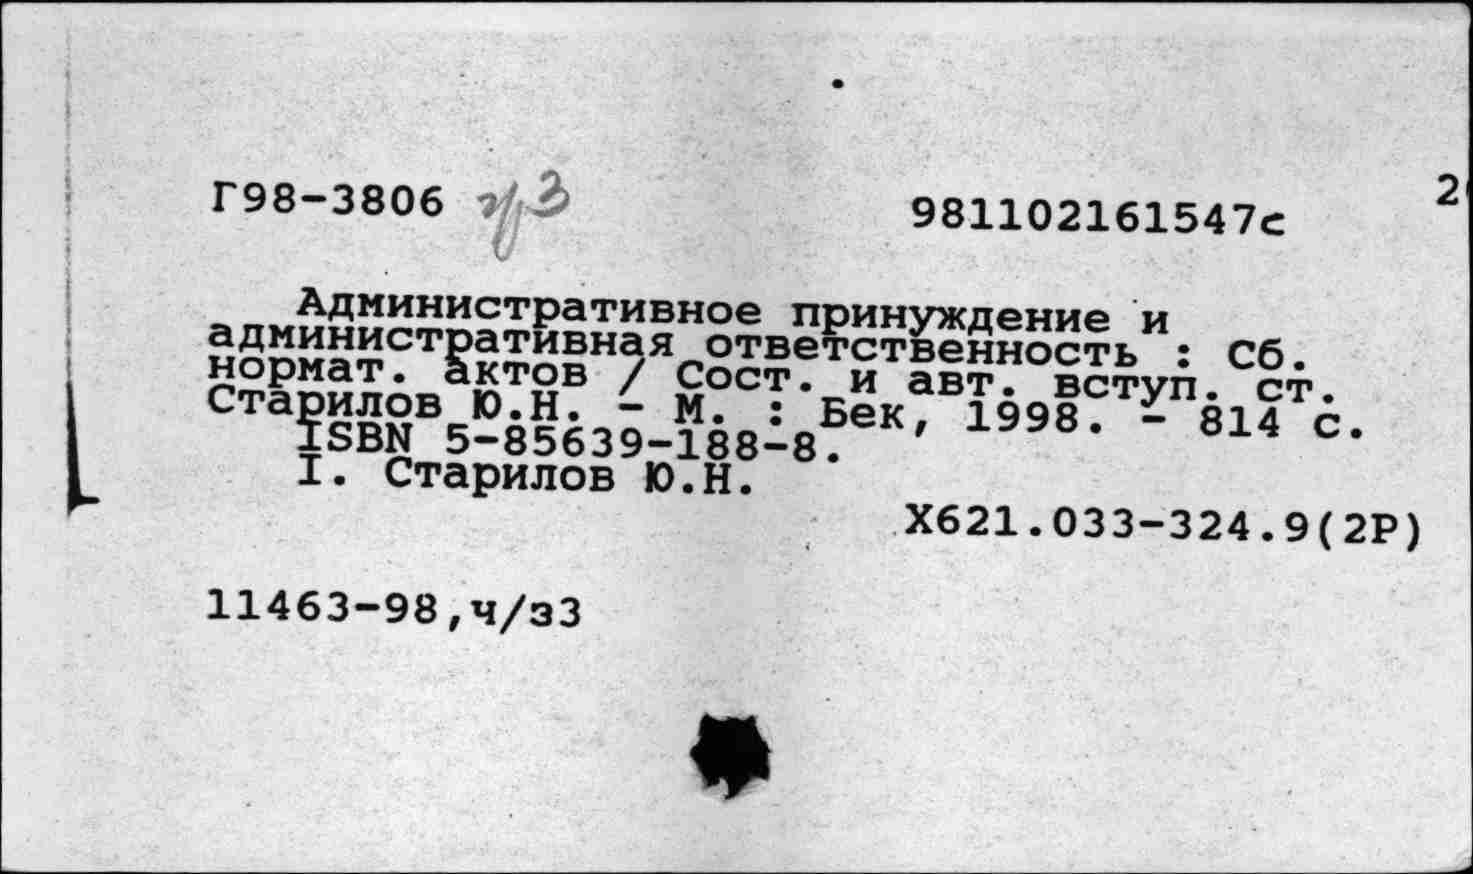 Г98-3806 ч/з 981102161547c 2
Административное принуждение и
административная ответственность : Сб.
нормат. актов / Сост. и авт. вступ. ст.
Старилов Ю.Н. - М. : Бек, 1998. - 814 с.
ISBN 5-85639-188-8.
I. Старилов Ю.Н.
Х621.033-324.9(2Р)
11463-98,ч/з3